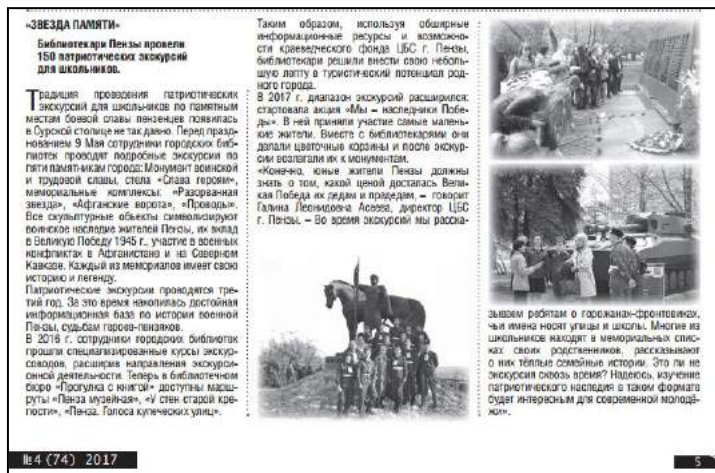 «ЗВЕЗДА ПАМЯТИ»
Библиотекари Пензы провели
150 патриотических экскурсий
для школьников.
Традиция проведения патриотических
экскурсий для школьников по памятным
местам боевой славы пензенцев появилась
в Сурской столице не так давно. Перед празд-
нованием 9 Мая сотрудники городских биб-
лиотек проводят подробные экскурсии по
пяти памятникам города: Монумент воинской
и трудовой славы, стела «Слава героям»,
мемориальные комплексы: «Разорванная
звезда», «Афганские ворота», «Проводы».
Все скульптурные объекты символизируют
воинское наследие жителей Пензы, их вклад
в Великую Победу 1945 г., участие в военных
конфликтах в Афганистане и на Северном
Кавказе. Каждый из мемориалов имеет свою
историю и легенду.
Патриотические экскурсии проводятся тре-
тий год. За это время накопилась достойная
информационная база по истории военной
Пензы, судьбам героев-пензяков.
В 2016 г. сотрудники городских библиотек
прошли специализированные курсы экскур-
соводов, расширив направления экскурси-
онной деятельности. Теперь в библиотечном
бюро «Прогулка с книгой» доступны марш-
руты «Пенза музейная», «У стен старой кре-
пости», «Пенза. Голоса купеческих улиц».
Таким образом, используя обширные
информационные ресурсы и возможно-
сти краеведческого фонда ЦБС г. Пензы,
библиотекари решили внести свою неболь-
шую лепту в туристический потенциал род-
ного города.
В 2017 г. диапазон экскурсий расширился:
стартовала акция «Мы – наследники Побе-
ды». В ней приняли участие самые малень-
кие жители. Вместе с библиотекарями они
делали цветочные корзины и после экскур-
сии возлагали их к монументам.
«Конечно, юные жители Пензы должны
знать о том, какой ценой досталась Вели-
кая Победа их дедам и прадедам, – говорит
Галина Леонидовна Асеева, директор ЦБС
г. Пензы. – Во время экскурсий мы расска-
зываем ребятам о горожанах-фронтовиках,
чьи имена носят улицы и школы. Многие из
школьников находят в мемориальных спис-
ках своих родственников, рассказывают
о них тёплые семейные истории. Это ли не
экскурсия сквозь время? Надеюсь, изучение
патриотического наследия в таком формате
будет интересным для современной молодё-
жи».
№4 (74) 2017
5